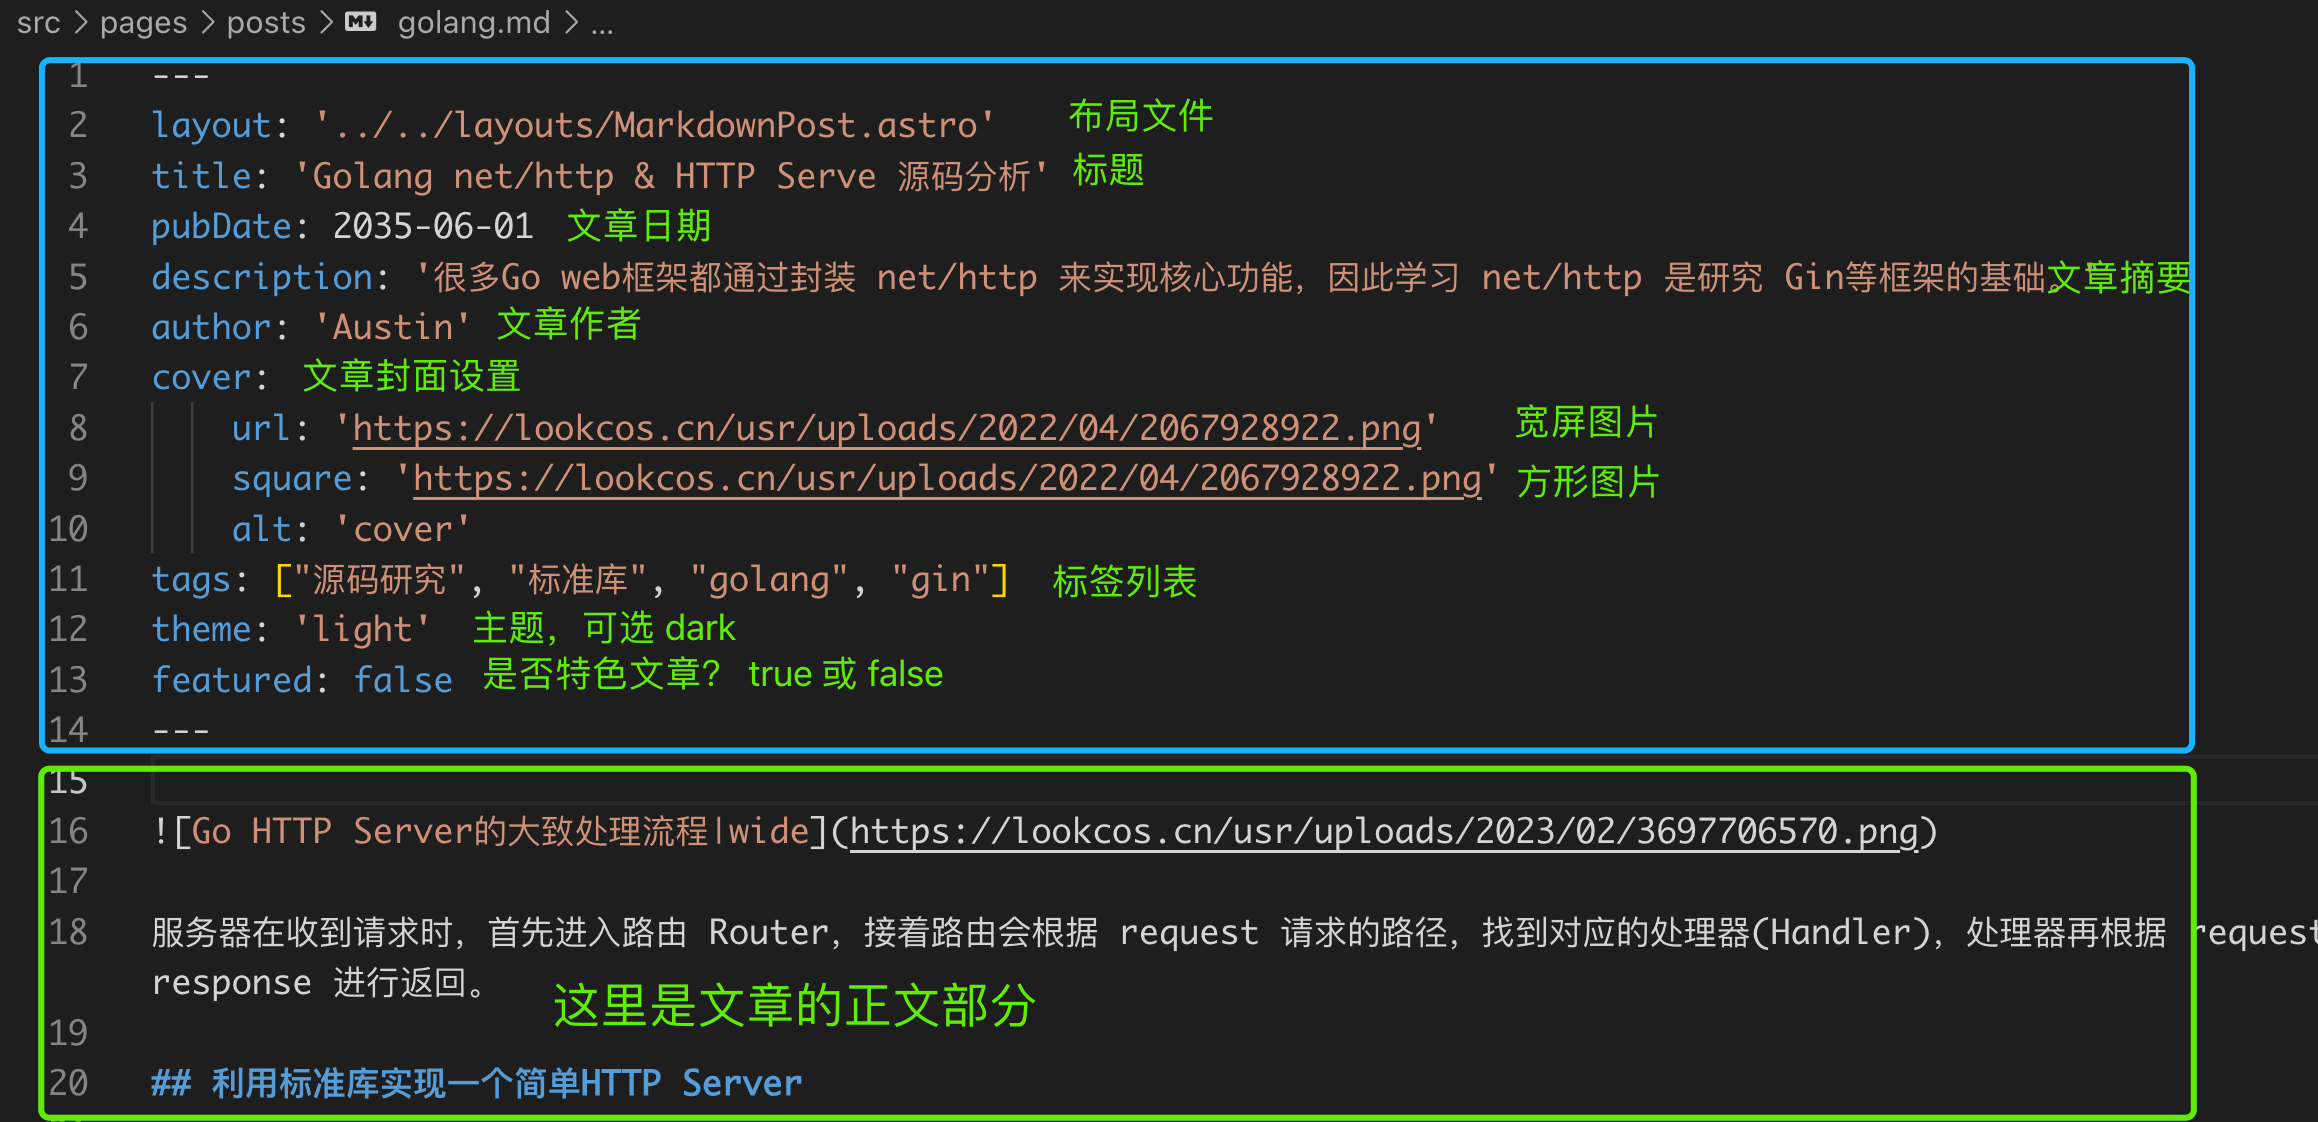 src > pages > posts > golang.md > ...
1 ---
2 layout: '../../layouts/MarkdownPost.astro' 布局文件
3 title: 'Golang net/http & HTTP Serve 源码分析' 标题
4 pubDate: 2035-06-01 文章日期
5 description: '很多Go web框架都通过封装 net/http 来实现核心功能，因此学习 net/http 是研究 Gin等框架的基础。文章摘要
6 author: 'Austin' 文章作者
7 cover: 文章封面设置
8 url: 'https://lookcos.cn/usr/uploads/2022/04/2067928922.png' 宽屏图片
9 square: 'https://lookcos.cn/usr/uploads/2022/04/2067928922.png' 方形图片
10 alt: 'cover'
11 tags: ["源码研究", "标准库", "golang", "gin"] 标签列表
12 theme: 'light' 主题，可选 dark
13 featured: false 是否特色文章？ true 或 false
14 ---
15
16 ![Go HTTP Server的大致处理流程|wide](https://lookcos.cn/usr/uploads/2023/02/3697706570.png)
17
18 服务器在收到请求时，首先进入路由 Router，接着路由会根据 request 请求的路径，找到对应的处理器(Handler)，处理器再根据 request
response 进行返回。
这里是文章的正文部分
19
20 ## 利用标准库实现一个简单HTTP Server